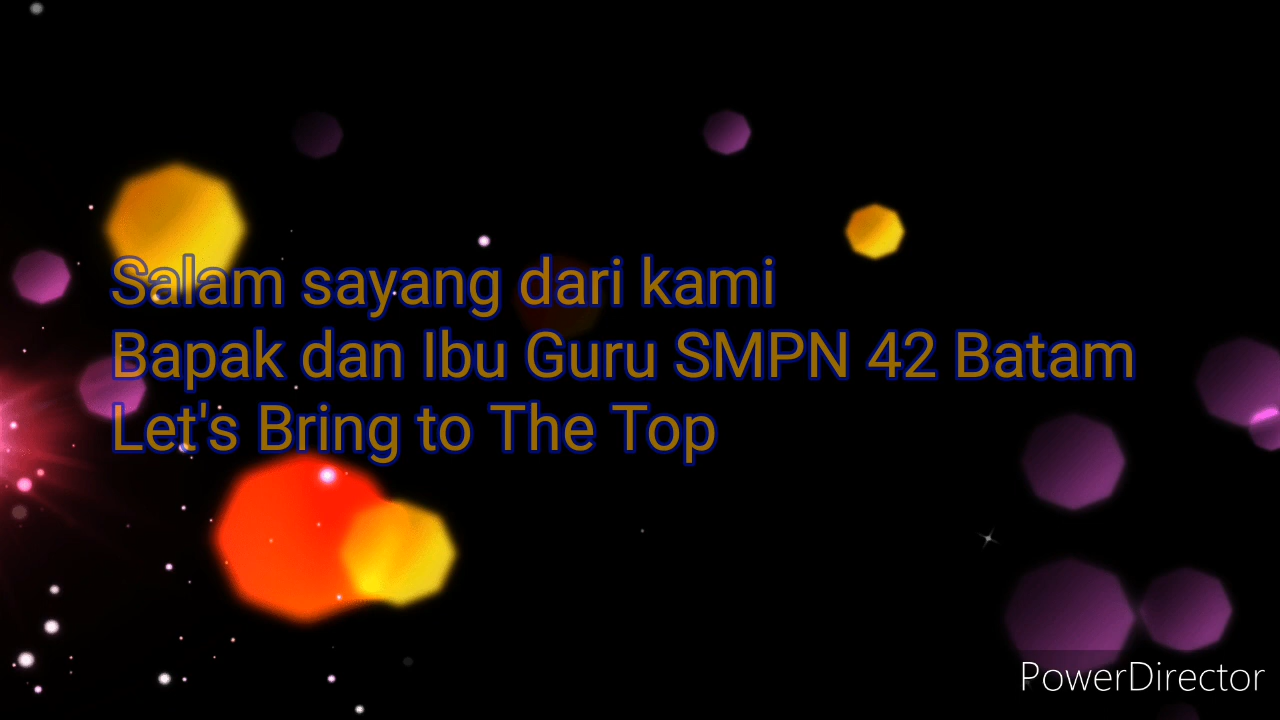 Salam sayang dari kami
Bapak dan Ibu Guru SMPN 42 Batam
Let's Bring to The Top
PowerDirector